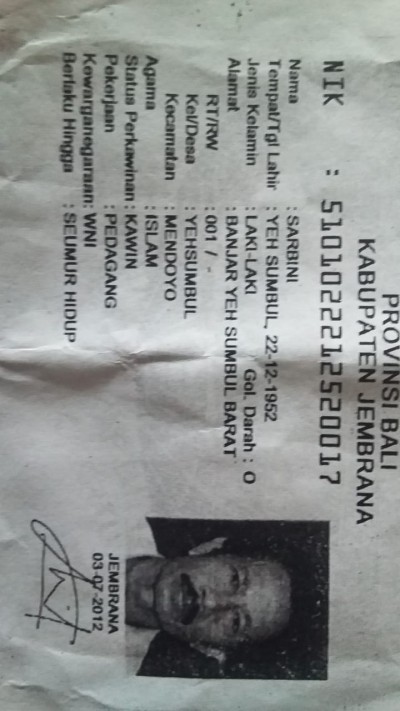 PROVINSI BALI
KABUPATEN JEMBRANA
NIK : 5101022212520017
Nama : SARBINI
Tempat/Tgl Lahir : YEH SUMBUL, 22-12-1952
Jenis Kelamin : LAKI-LAKI Gol. Darah : O
Alamat : BANJAR YEH SUMBUL BARAT
RT/RW : 001 / -
Kel/Desa : YEHSUMBUL
Kecamatan : MENDOYO
Agama : ISLAM
Status Perkawinan : KAWIN
Pekerjaan : PEDAGANG
Kewarganegaraan: WNI
Berlaku Hingga : SEUMUR HIDUP
JEMBRANA
03-07-2012